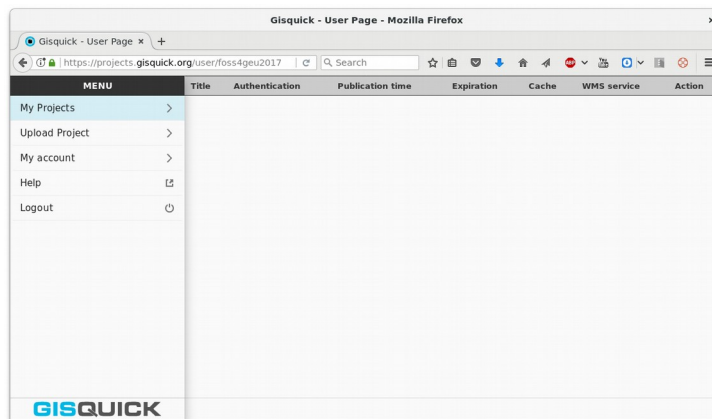 Gisquick - User Page - Mozilla Firefox
Gisquick - User Page × +
https://projects.gisquick.org/user/foss4geu2017 Search
MENU Title Authentication Publication time Expiration Cache WMS service Action
My Projects
Upload Project
My account
Help
Logout
GISQUICK